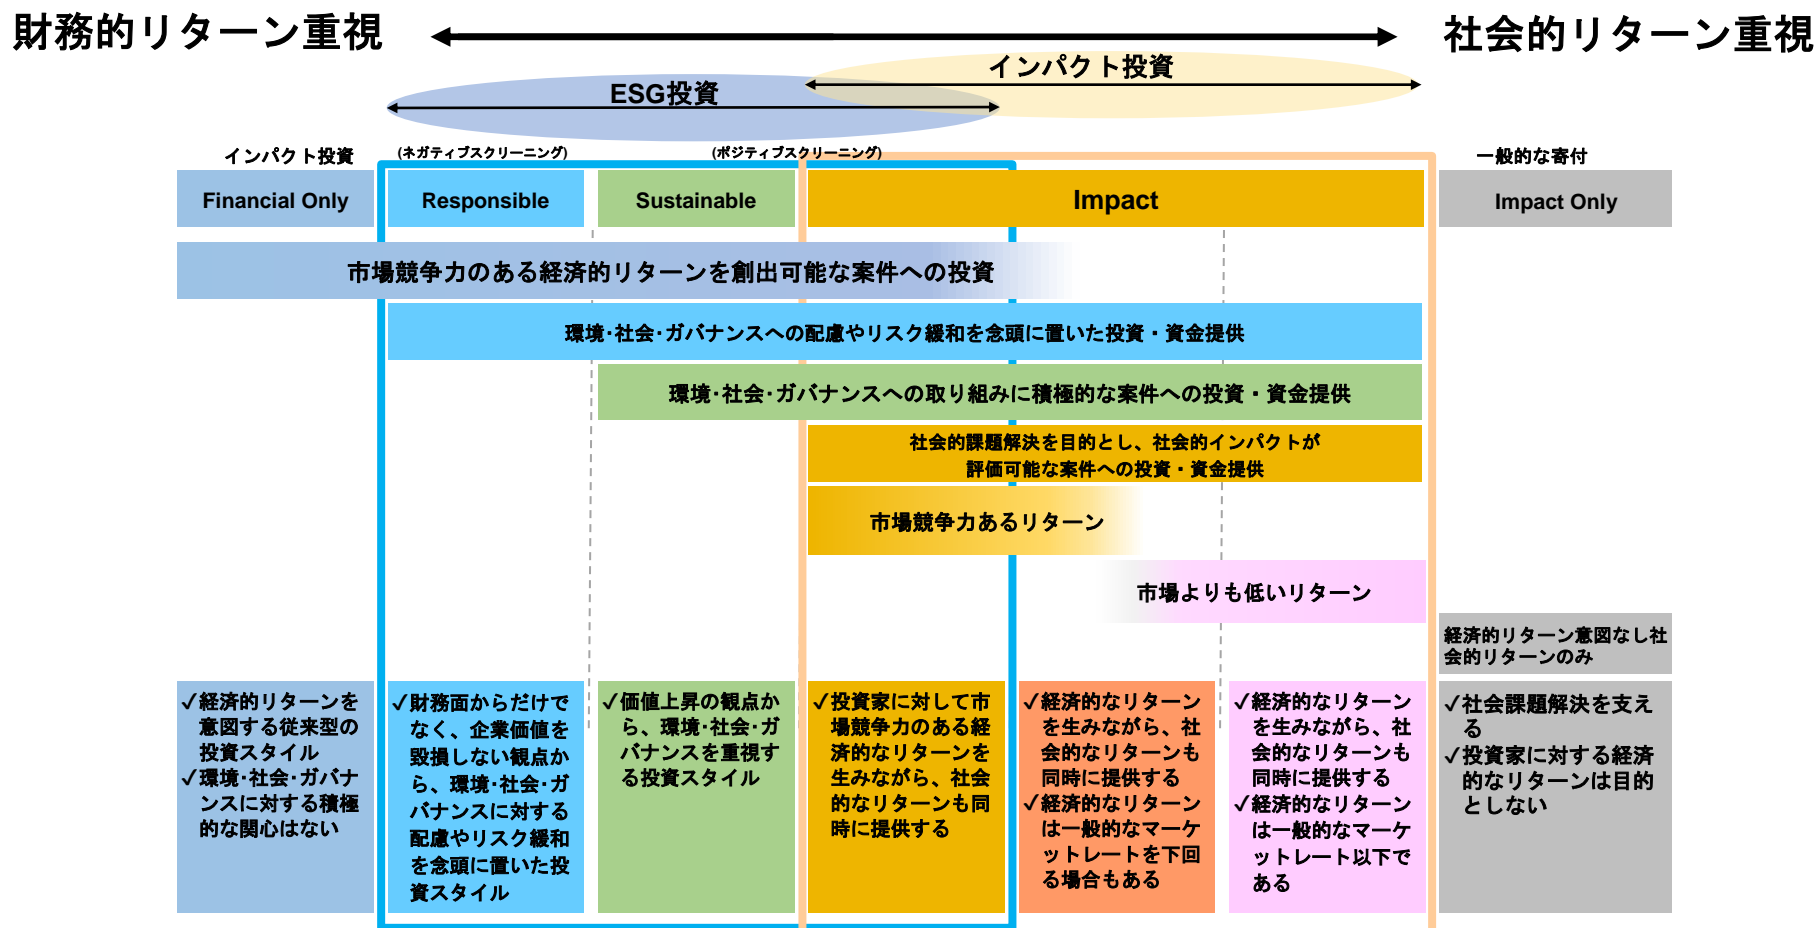 財務的リターン重視
社会的リターン重視
インパクト投資
ESG投資
インパクト投資
(ネガティブスクリーニング)
(ポジティブスクリーニング)
一般的な寄付
Financial Only
Responsible
Sustainable
Impact
Impact Only
市場競争力のある経済的リターンを創出可能な案件への投資
環境・社会・ガバナンスへの配慮やリスク緩和を念頭に置いた投資・資金提供
環境・社会・ガバナンスへの取り組みに積極的な案件への投資・資金提供
社会的課題解決を目的とし、社会的インパクトが
評価可能な案件への投資・資金提供
市場競争力あるリターン
市場よりも低いリターン
経済的リターン意図なし社
会的リターンのみ
✓経済的リターンを
意図する従来型の
投資スタイル
✓環境・社会・ガバナ
ンスに対する積極
的な関心はない
✓財務面からだけで
なく、企業価値を
毀損しない観点か
ら、環境・社会・ガ
バナンスに対する
配慮やリスク緩和
を念頭に置いた投
資スタイル
✓価値上昇の観点か
ら、環境・社会・ガ
バナンスを重視す
る投資スタイル
✓投資家に対して市
場競争力のある経
済的なリターンを
生みながら、社会
的なリターンも同
時に提供する
✓経済的なリターン
を生みながら、社
会的なリターンも
同時に提供する
✓経済的なリターン
は一般的なマーケ
ットレートを下回
る場合もある
✓経済的なリターン
を生みながら、社
会的なリターンも
同時に提供する
✓経済的なリターン
は一般的なマーケ
ットレート以下で
ある
✓社会課題解決を支え
る
✓投資家に対する経済
的なリターンは目的
としない